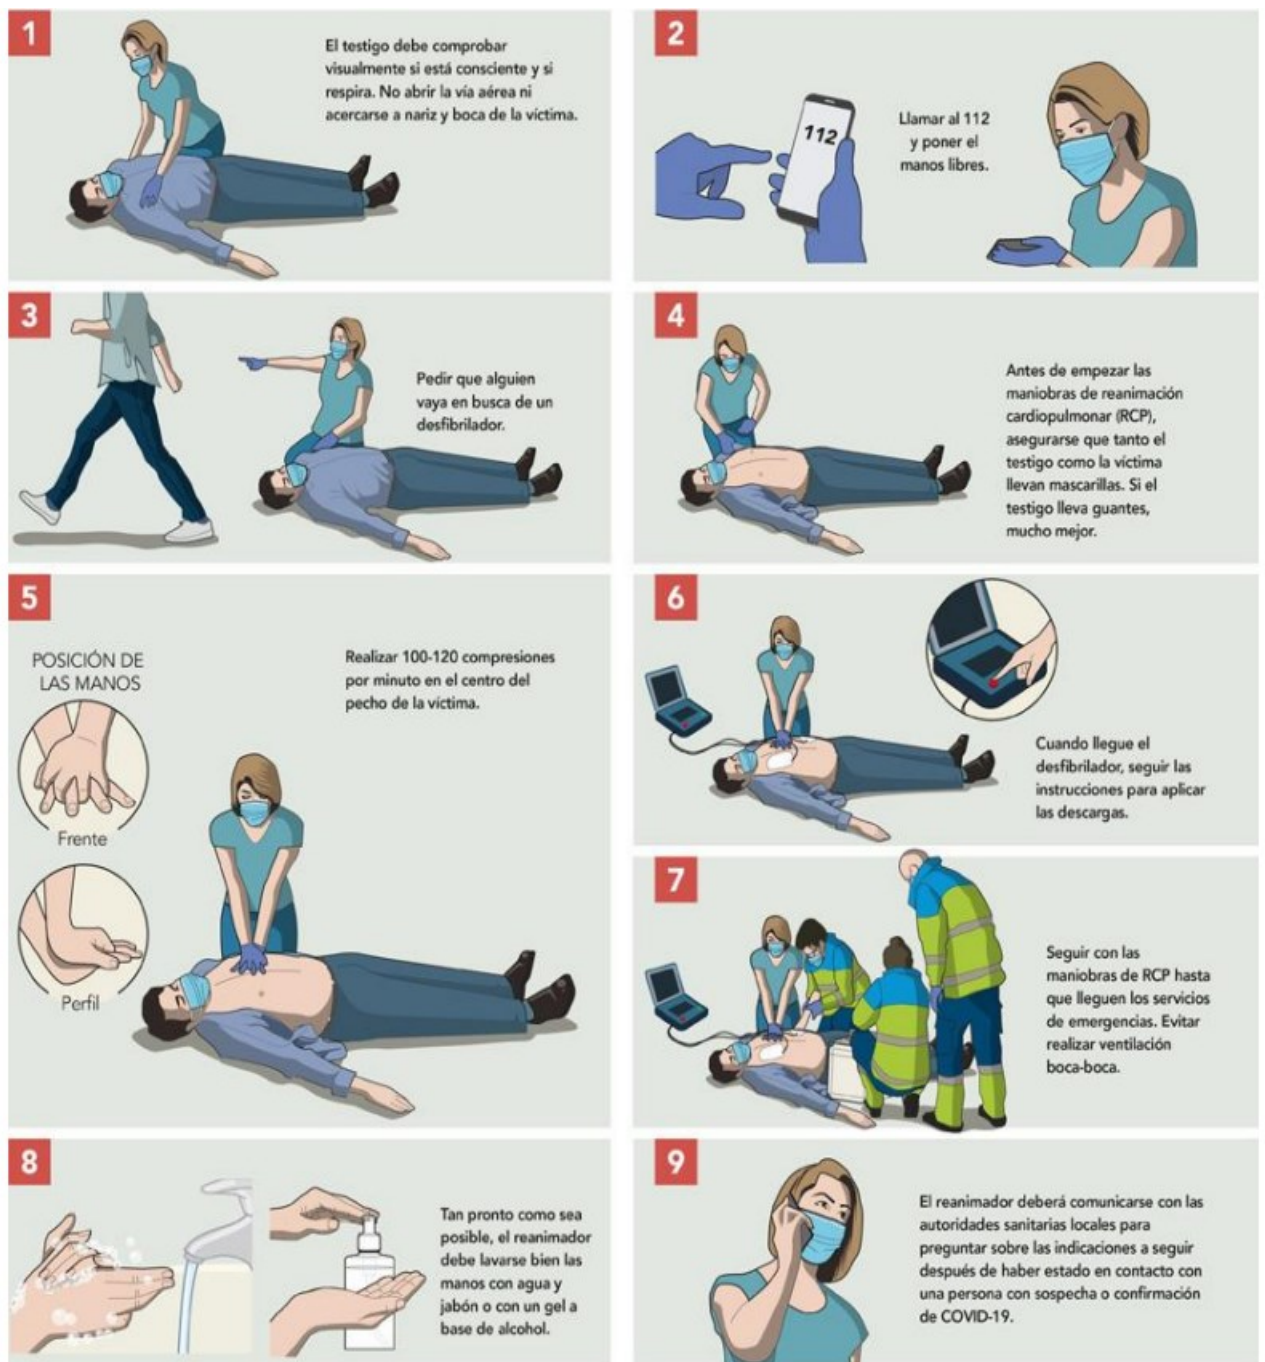 1
El testigo debe comprobar
visualmente si está consciente y si
respira. No abrir la vía aérea ni
acercarse a nariz y boca de la víctima.
2
112
Llamar al 112
y poner el
manos libres.
3
Pedir que alguien
vaya en busca de un
desfibrilador.
4
Antes de empezar las
maniobras de reanimación
cardiopulmonar (RCP),
asegurarse que tanto el
testigo como la víctima
llevan mascarillas. Si el
testigo lleva guantes,
mucho mejor.
5
POSICIÓN DE
LAS MANOS
Frente
Perfil
Realizar 100-120 compresiones
por minuto en el centro del
pecho de la víctima.
6
Cuando llegue el
desfibrilador, seguir las
instrucciones para aplicar
las descargas.
7
Seguir con las
maniobras de RCP hasta
que lleguen los servicios
de emergencias. Evitar
realizar ventilación
boca-boca.
8
Tan pronto como sea
posible, el reanimador
debe lavarse bien las
manos con agua y
jabón o con un gel a
base de alcohol.
9
El reanimador deberá comunicarse con las
autoridades sanitarias locales para
preguntar sobre las indicaciones a seguir
después de haber estado en contacto con
una persona con sospecha o confirmación
de COVID-19.